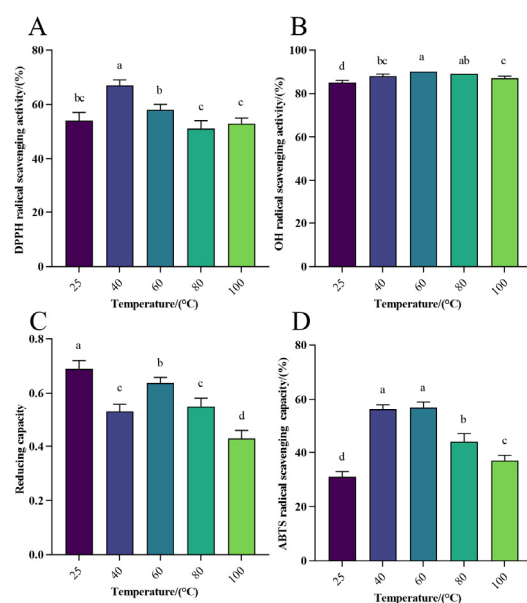 A
DPPH radical scavenging activity/(%)
80
60
40
20
0
bc
a
b
c
c
25
40
60
80
100
Temperature/(°C)
B
OH radical scavenging activity/(%)
100
80
60
40
20
0
d
bc
a
ab
c
25
40
60
80
100
Temperature/(°C)
C
Reducing capacity
0.8
0.6
0.4
0.2
0.0
a
c
b
c
d
25
40
60
80
100
Temperature/(°C)
D
ABTS radical scavenging capacity/(%)
80
60
40
20
0
d
a
a
b
c
25
40
60
80
100
Temperature/(°C)